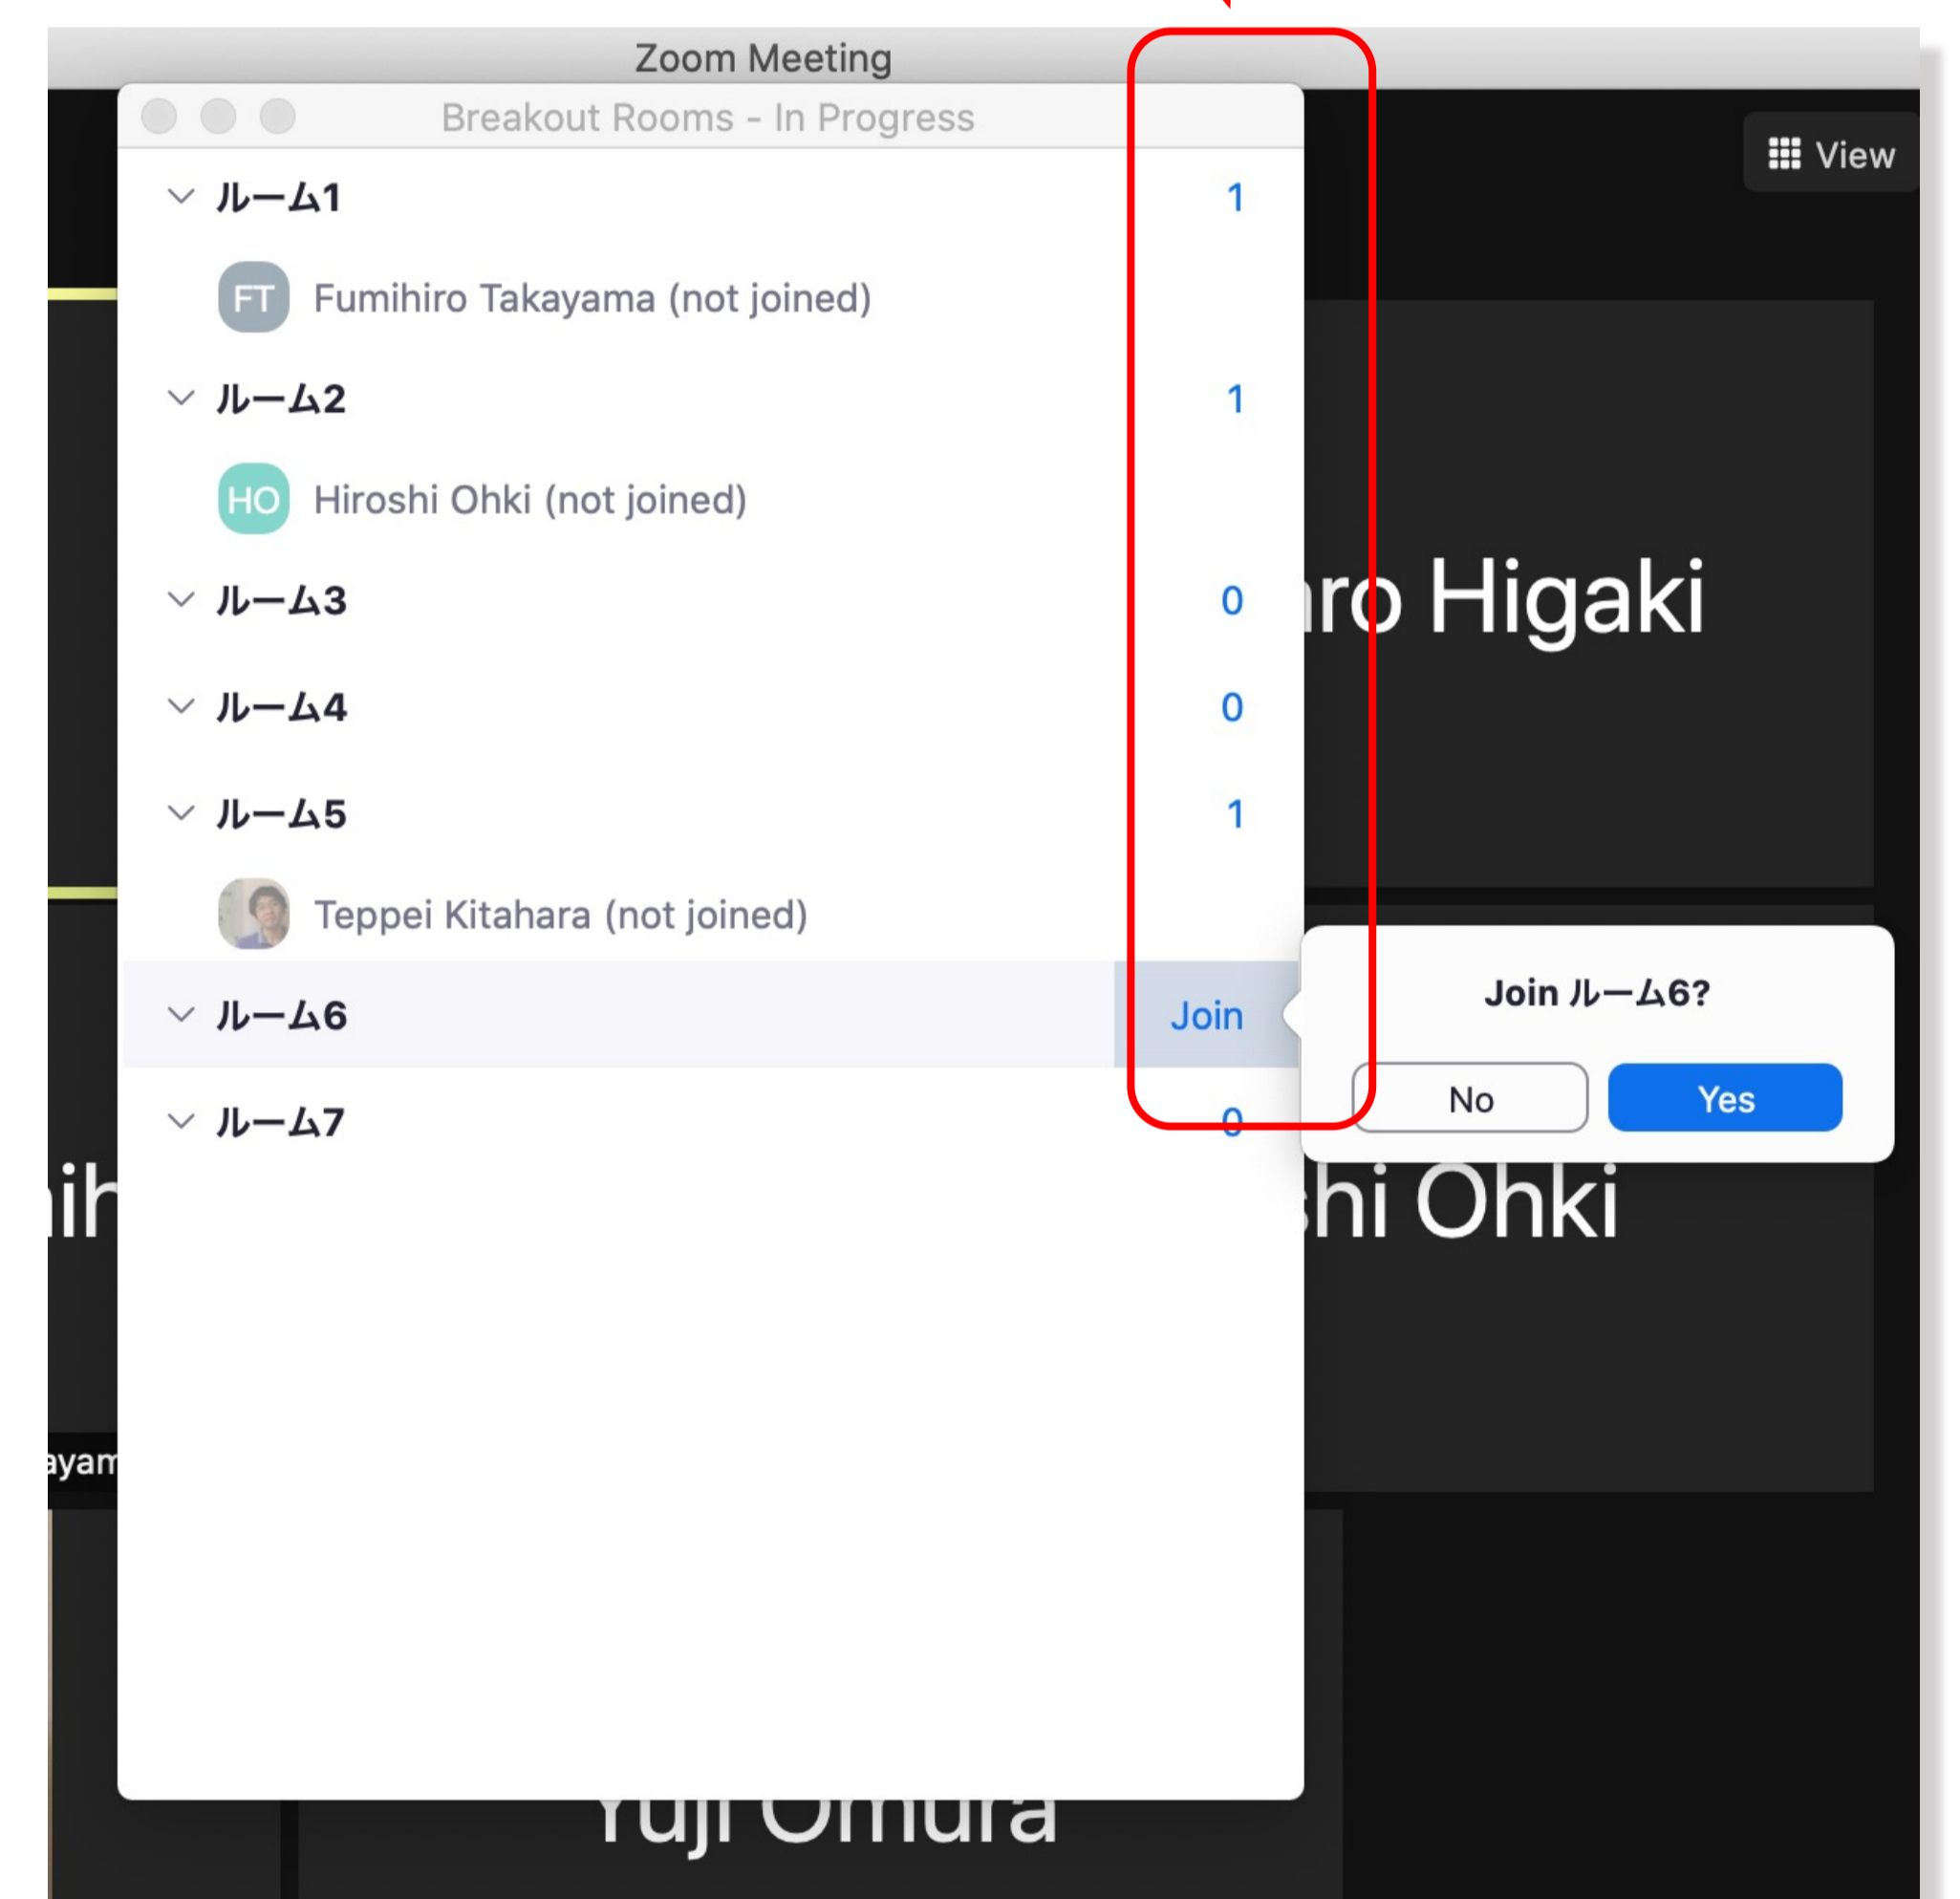 Zoom Meeting
Breakout Rooms - In Progress
View
ルーム1 1
FT Fumihiro Takayama (not joined)
ルーム2 1
HO Hiroshi Ohki (not joined)
ルーム3 0
ro Higaki
ルーム4 0
ルーム5 1
Teppei Kitahara (not joined)
Join ルーム6?
ルーム6 Join
No Yes
ルーム7 0
hi Ohki
ayam
Yuji Omura